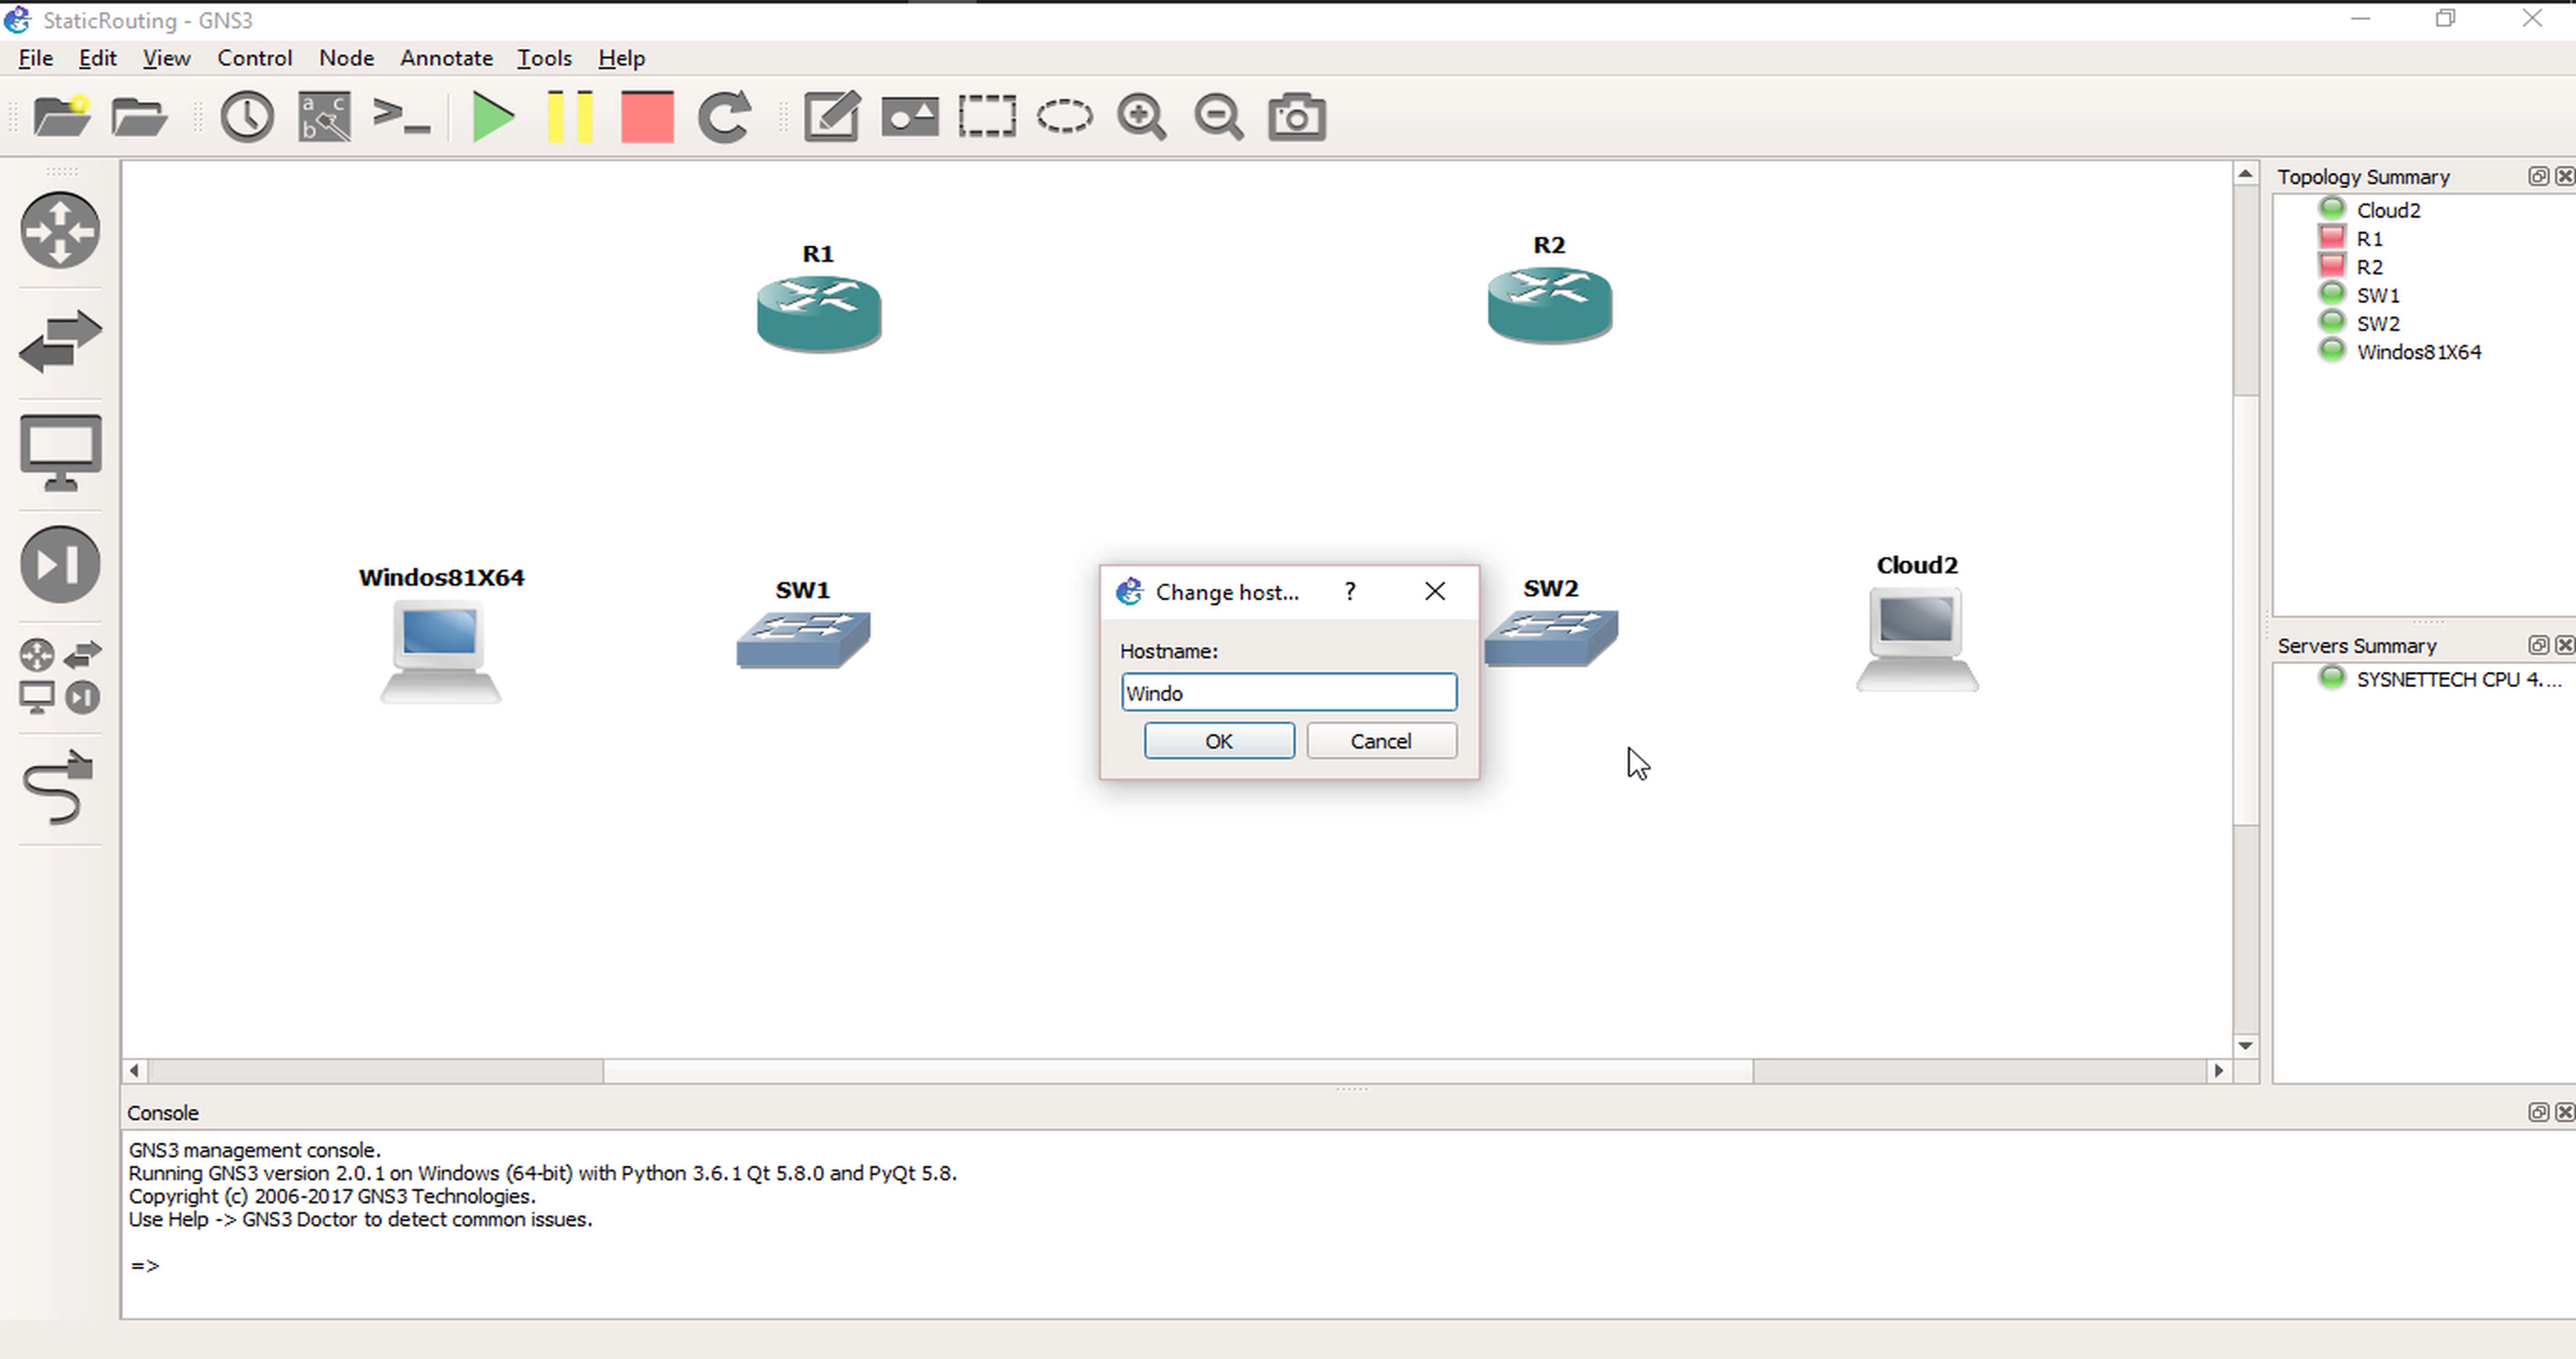 StaticRouting - GNS3
File Edit View Control Node Annotate Tools Help
a c
b
Topology Summary
Cloud2
R1
R2
SW1
SW2
Windos81X64
R1
R2
Windos81X64
SW1
SW2
Cloud2
Change host... ?
Hostname:
Windo
OK Cancel
Servers Summary
SYSNETTECH CPU 4....
Console
GNS3 management console.
Running GNS3 version 2.0.1 on Windows (64-bit) with Python 3.6.1 Qt 5.8.0 and PyQt 5.8.
Copyright (c) 2006-2017 GNS3 Technologies.
Use Help -> GNS3 Doctor to detect common issues.
=>